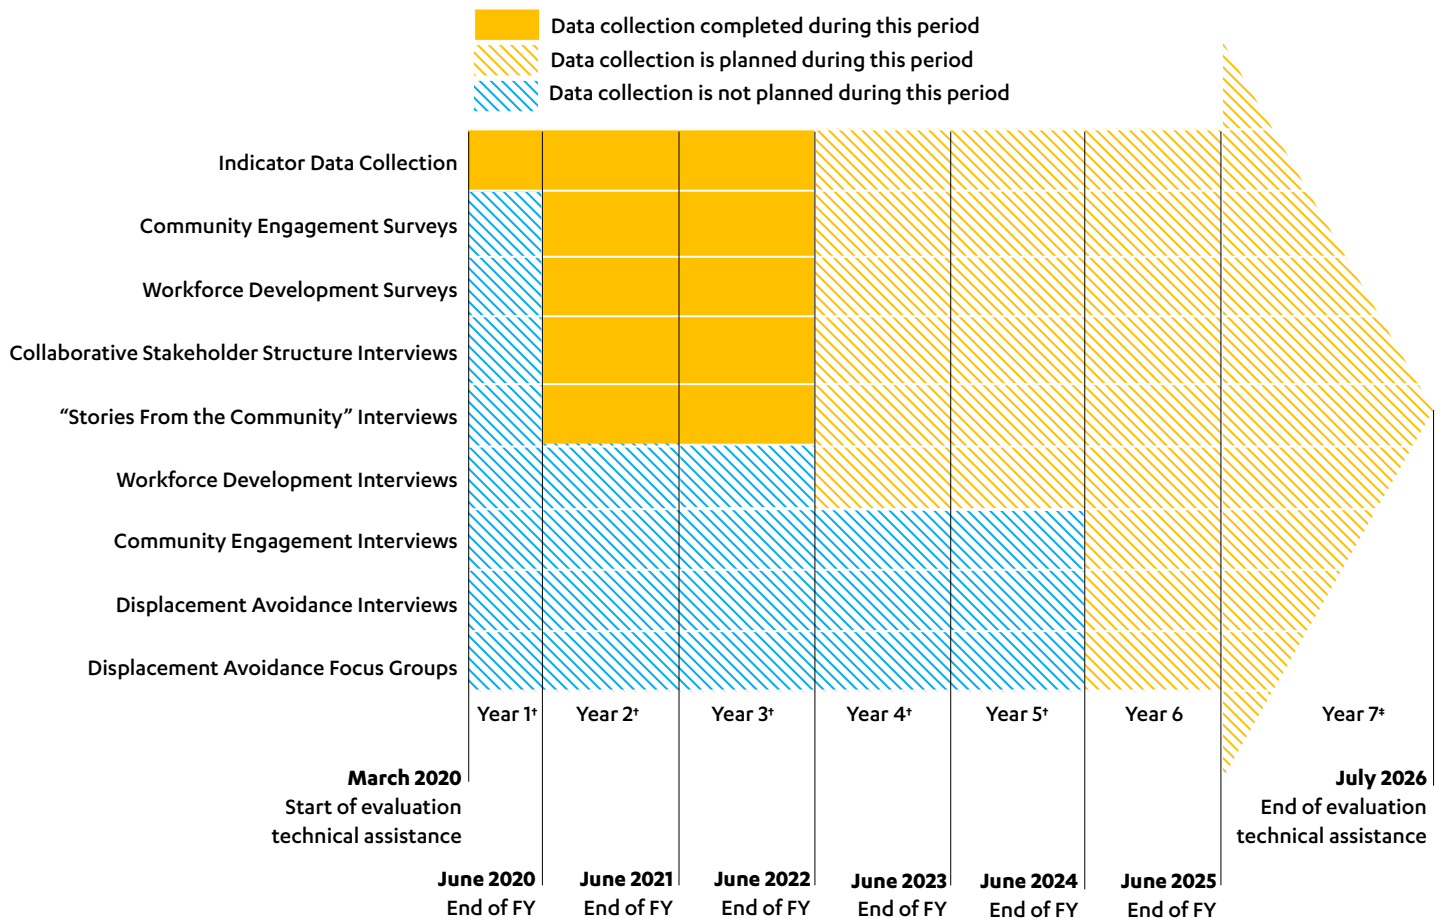 Data collection completed during this period
Data collection is planned during this period
Data collection is not planned during this period
Indicator Data Collection
Community Engagement Surveys
Workforce Development Surveys
Collaborative Stakeholder Structure Interviews
“Stories From the Community” Interviews
Workforce Development Interviews
Community Engagement Interviews
Displacement Avoidance Interviews
Displacement Avoidance Focus Groups
Year 1† Year 2† Year 3† Year 4† Year 5† Year 6 Year 7‡
March 2020
Start of evaluation
technical assistance
July 2026
End of evaluation
technical assistance
June 2020 June 2021 June 2022 June 2023 June 2024 June 2025
End of FY End of FY End of FY End of FY End of FY End of FY